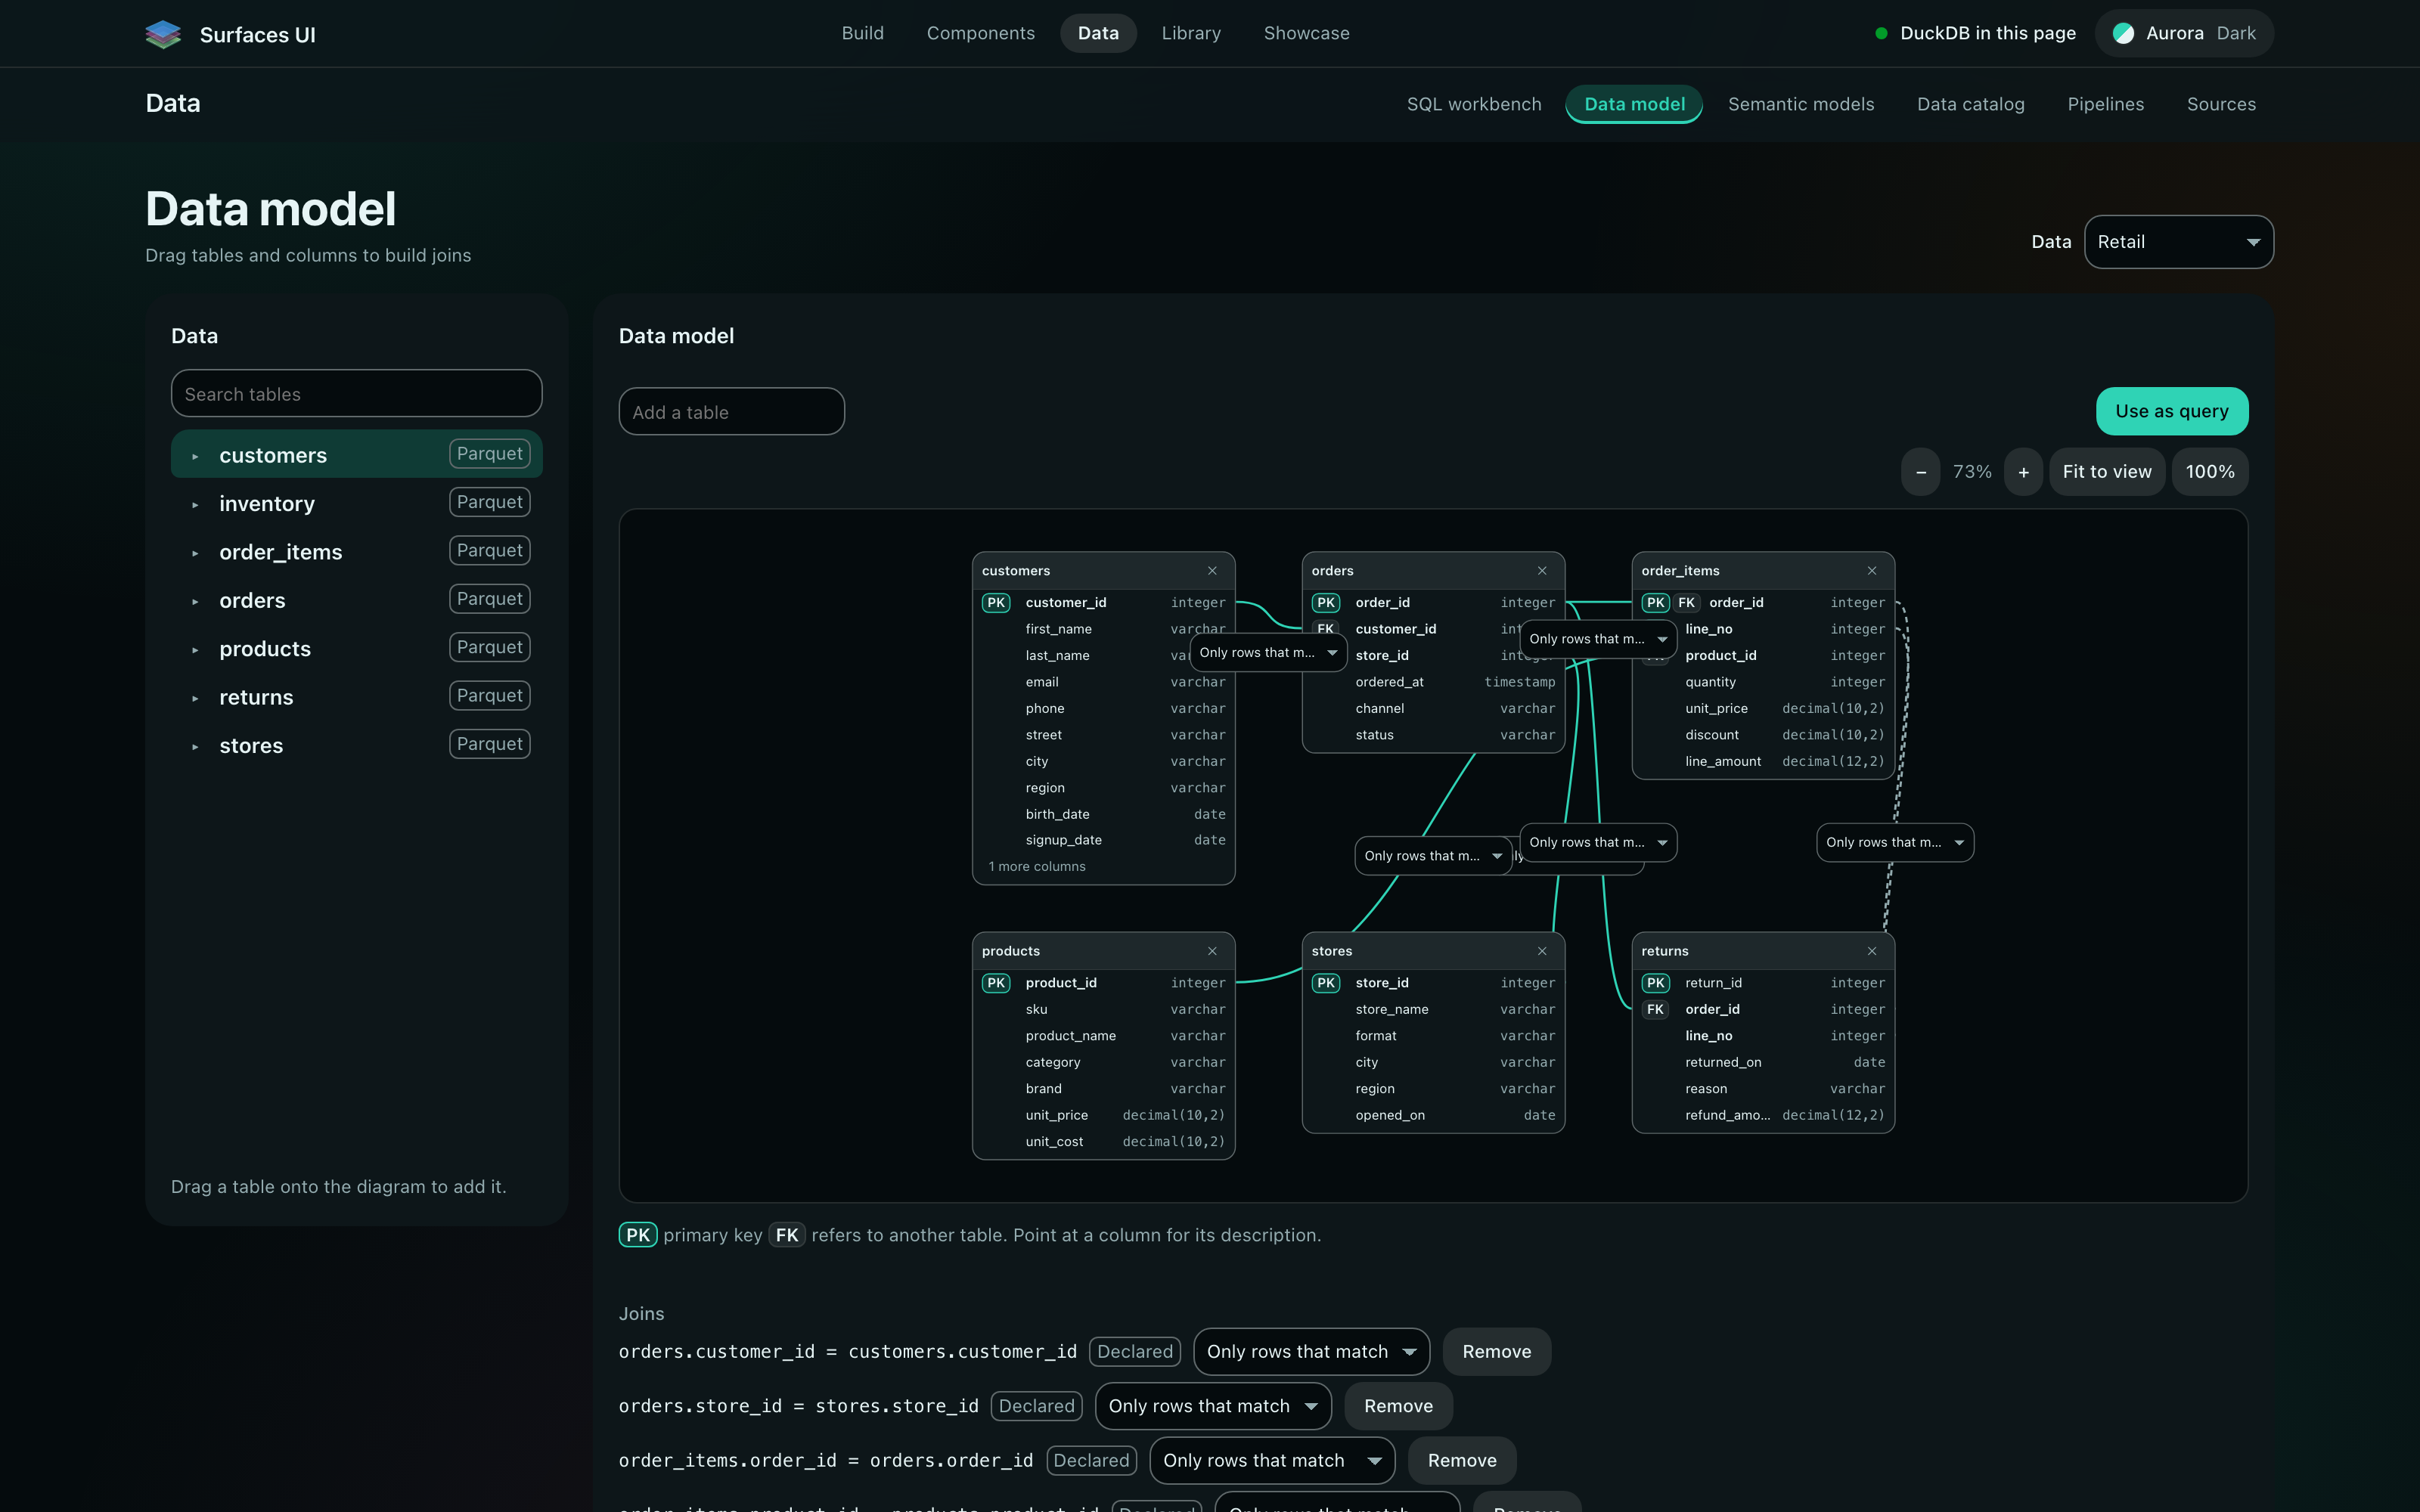 Surfaces UI
Build
Components
Data
Library
Showcase
DuckDB in this page
Aurora Dark
Data
SQL workbench
Data model
Semantic models
Data catalog
Pipelines
Sources
Data model
Drag tables and columns to build joins
Data
Retail
Data
Search tables
▸ customers Parquet
▸ inventory Parquet
▸ order_items Parquet
▸ orders Parquet
▸ products Parquet
▸ returns Parquet
▸ stores Parquet
Drag a table onto the diagram to add it.
Data model
Add a table
Use as query
− 73% + Fit to view 100%
customers ×
PK customer_id integer
first_name varchar
last_name
email varchar
phone varchar
street varchar
city varchar
region varchar
birth_date date
signup_date date
1 more columns
Only rows that m...
orders ×
PK order_id integer
FK customer_id
store_id
ordered_at timestamp
channel varchar
status varchar
Only rows that m...
order_items ×
PK FK order_id integer
line_no integer
product_id integer
quantity integer
unit_price decimal(10,2)
discount decimal(10,2)
line_amount decimal(12,2)
Only rows that m...
Only rows that m...
Only rows that m...
products ×
PK product_id integer
sku varchar
product_name varchar
category varchar
brand varchar
unit_price decimal(10,2)
unit_cost decimal(10,2)
stores ×
PK store_id integer
store_name varchar
format varchar
city varchar
region varchar
opened_on date
returns ×
PK return_id integer
FK order_id integer
line_no integer
returned_on date
reason varchar
refund_amo... decimal(12,2)
PK primary key FK refers to another table. Point at a column for its description.
Joins
orders.customer_id = customers.customer_id Declared Only rows that match Remove
orders.store_id = stores.store_id Declared Only rows that match Remove
order_items.order_id = orders.order_id Declared Only rows that match Remove